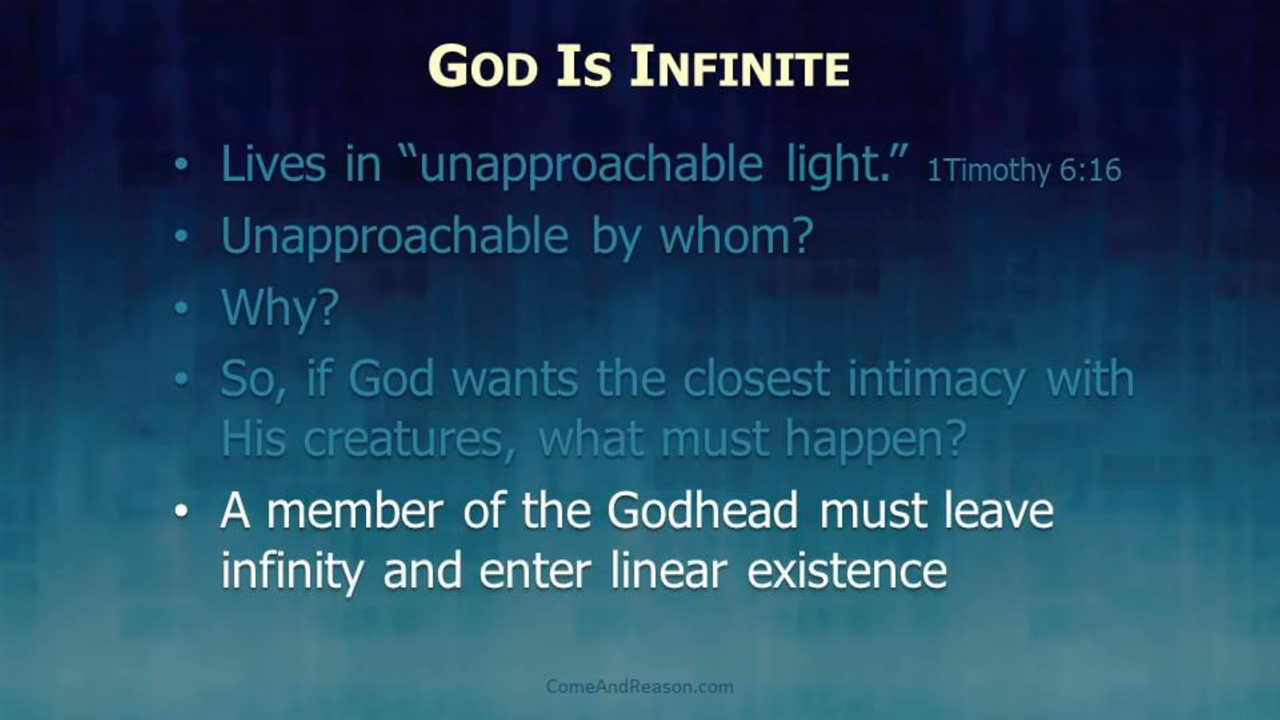 GOD IS INFINITE
• Lives in “unapproachable light.” 1Timothy 6:16
• Unapproachable by whom?
• Why?
• So, if God wants the closest intimacy with
His creatures, what must happen?
• A member of the Godhead must leave
infinity and enter linear existence
ComeAndReason.com